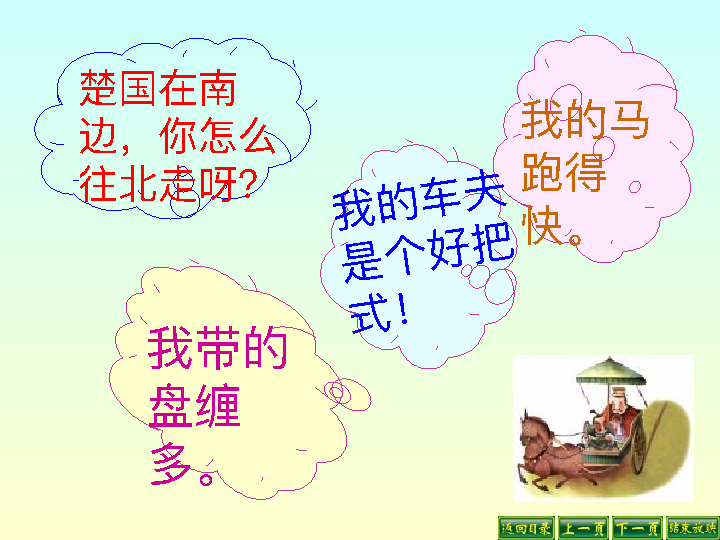 楚国在南
边，你怎么
往北走呀？
我的马
跑得
快。
我的车夫
是个好把
式！
我带的
盘缠
多。
返回目录 上一页 下一页 结束放映